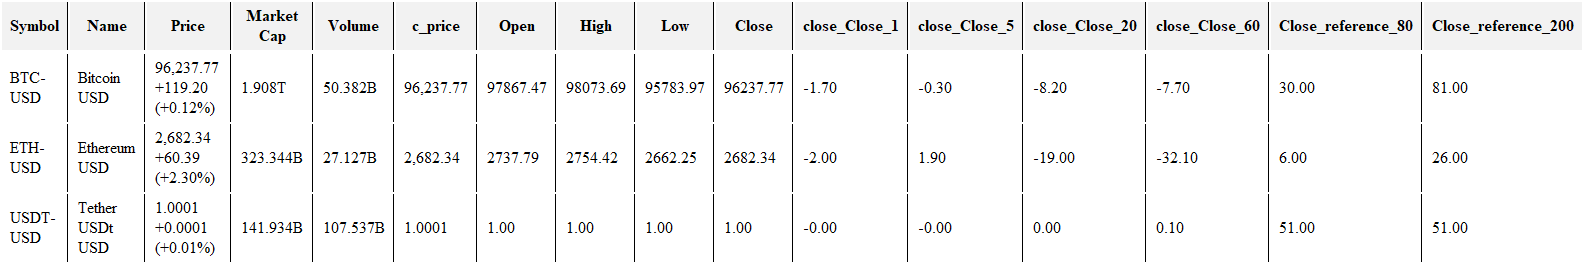 Symbol Name Price Market Cap Volume c_price Open High Low Close close_Close_1 close_Close_5 close_Close_20 close_Close_60 Close_reference_80 Close_reference_200
BTC-USD Bitcoin USD 96,237.77 +119.20 (+0.12%) 1.908T 50.382B 96,237.77 97867.47 98073.69 95783.97 96237.77 -1.70 -0.30 -8.20 -7.70 30.00 81.00
ETH-USD Ethereum USD 2,682.34 +60.39 (+2.30%) 323.344B 27.127B 2,682.34 2737.79 2754.42 2662.25 2682.34 -2.00 1.90 -19.00 -32.10 6.00 26.00
USDT-USD Tether USDt USD 1.0001 +0.0001 (+0.01%) 141.934B 107.537B 1.0001 1.00 1.00 1.00 1.00 -0.00 -0.00 0.00 0.10 51.00 51.00